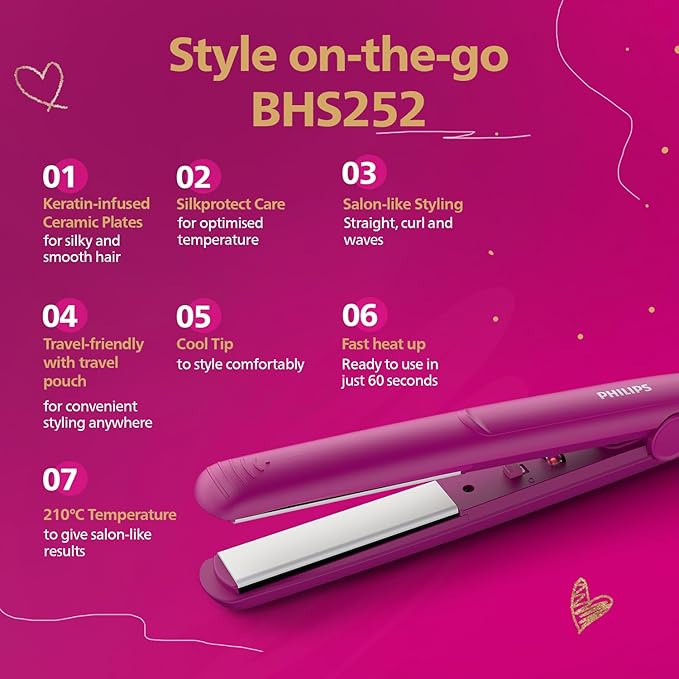 Style on-the-go
BHS252
01
Keratin-infused
Ceramic Plates
for silky and
smooth hair
02
Silkprotect Care
for optimised
temperature
03
Salon-like Styling
Straight, curl and
waves
04
Travel-friendly
with travel
pouch
for convenient
styling anywhere
05
Cool Tip
to style comfortably
06
Fast heat up
Ready to use in
just 60 seconds
07
210°C Temperature
to give salon-like
results
PHILIPS